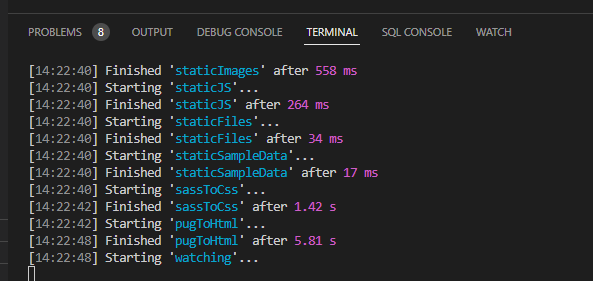 PROBLEMS 8 OUTPUT DEBUG CONSOLE TERMINAL SQL CONSOLE WATCH
[14:22:40] Finished 'staticImages' after 558 ms
[14:22:40] Starting 'staticJS'...
[14:22:40] Finished 'staticJS' after 264 ms
[14:22:40] Starting 'staticFiles'...
[14:22:40] Finished 'staticFiles' after 34 ms
[14:22:40] Starting 'staticSampleData'...
[14:22:40] Finished 'staticSampleData' after 17 ms
[14:22:40] Starting 'sassToCss'...
[14:22:42] Finished 'sassToCss' after 1.42 s
[14:22:42] Starting 'pugToHtml'...
[14:22:48] Finished 'pugToHtml' after 5.81 s
[14:22:48] Starting 'watching'...